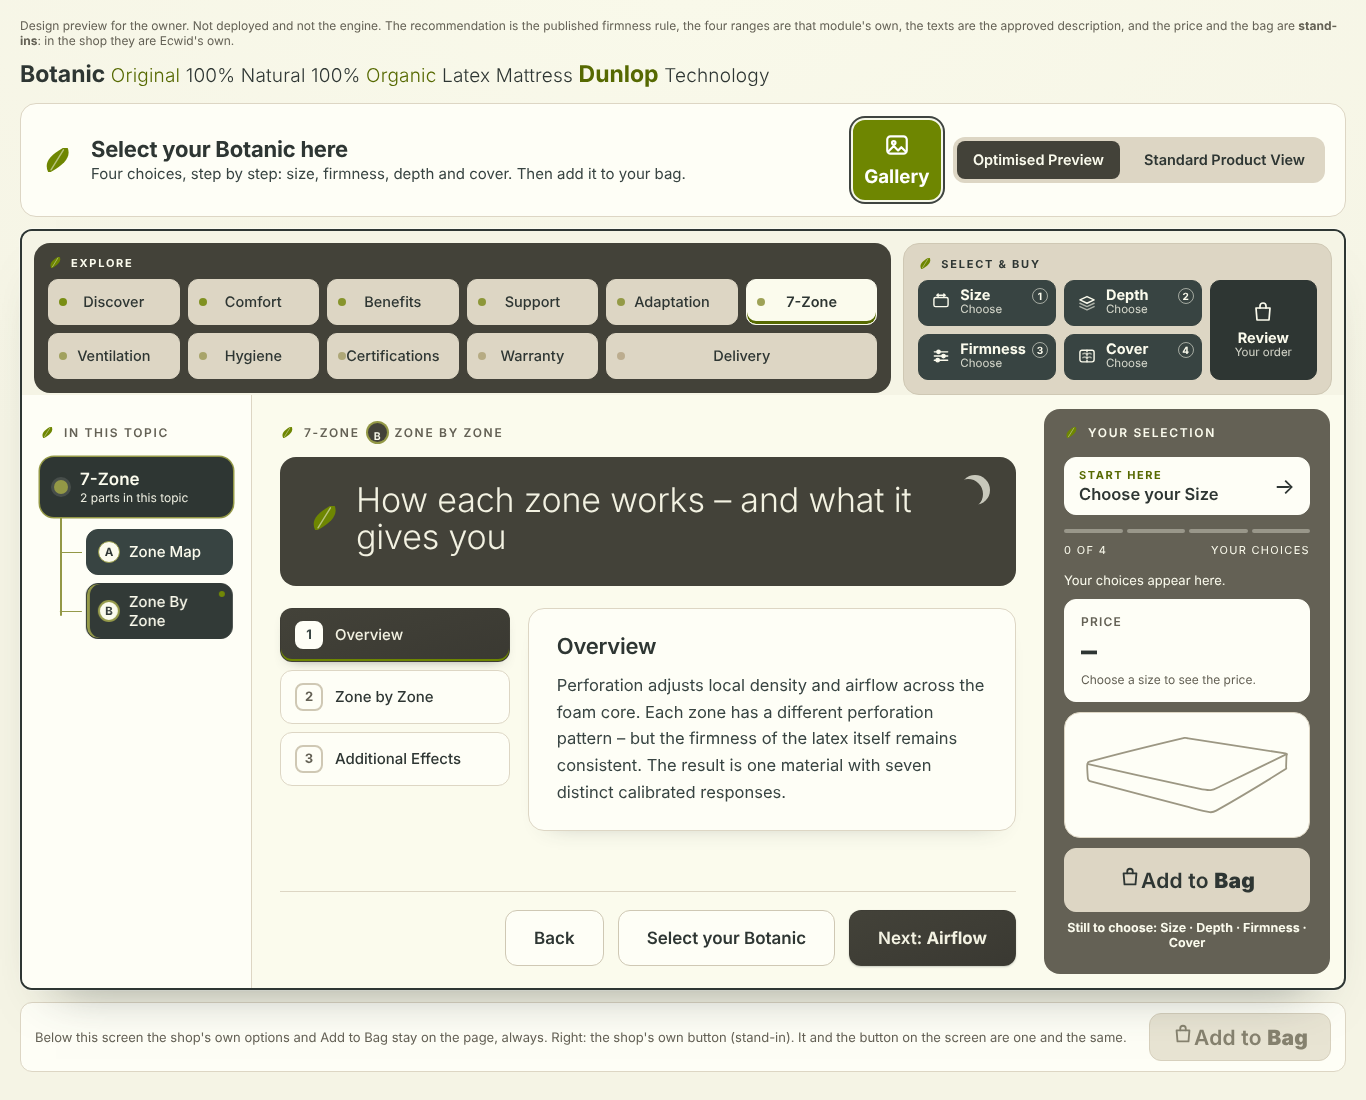 Design preview for the owner. Not deployed and not the engine. The recommendation is the published firmness rule, the four ranges are that module's own, the texts are the approved description, and the price and the bag are stand-
ins: in the shop they are Ecwid's own.
Botanic Original 100% Natural 100% Organic Latex Mattress Dunlop Technology
Select your Botanic here
Four choices, step by step: size, firmness, depth and cover. Then add it to your bag.
Gallery
Optimised Preview
Standard Product View
EXPLORE
Discover
Comfort
Benefits
Support
Adaptation
7-Zone
Ventilation
Hygiene
Certifications
Warranty
Delivery
SELECT & BUY
Size
Choose
1
Depth
Choose
2
Firmness
Choose
3
Cover
Choose
4
Review
Your order
IN THIS TOPIC
7-Zone
2 parts in this topic
A Zone Map
B Zone By
Zone
7-ZONE B ZONE BY ZONE
How each zone works – and what it
gives you
1 Overview
2 Zone by Zone
3 Additional Effects
Overview
Perforation adjusts local density and airflow across the
foam core. Each zone has a different perforation
pattern – but the firmness of the latex itself remains
consistent. The result is one material with seven
distinct calibrated responses.
Back
Select your Botanic
Next: Airflow
YOUR SELECTION
START HERE
Choose your Size
0 OF 4
YOUR CHOICES
Your choices appear here.
PRICE
–
Choose a size to see the price.
Add to Bag
Still to choose: Size · Depth · Firmness ·
Cover
Below this screen the shop's own options and Add to Bag stay on the page, always. Right: the shop's own button (stand-in). It and the button on the screen are one and the same.
Add to Bag